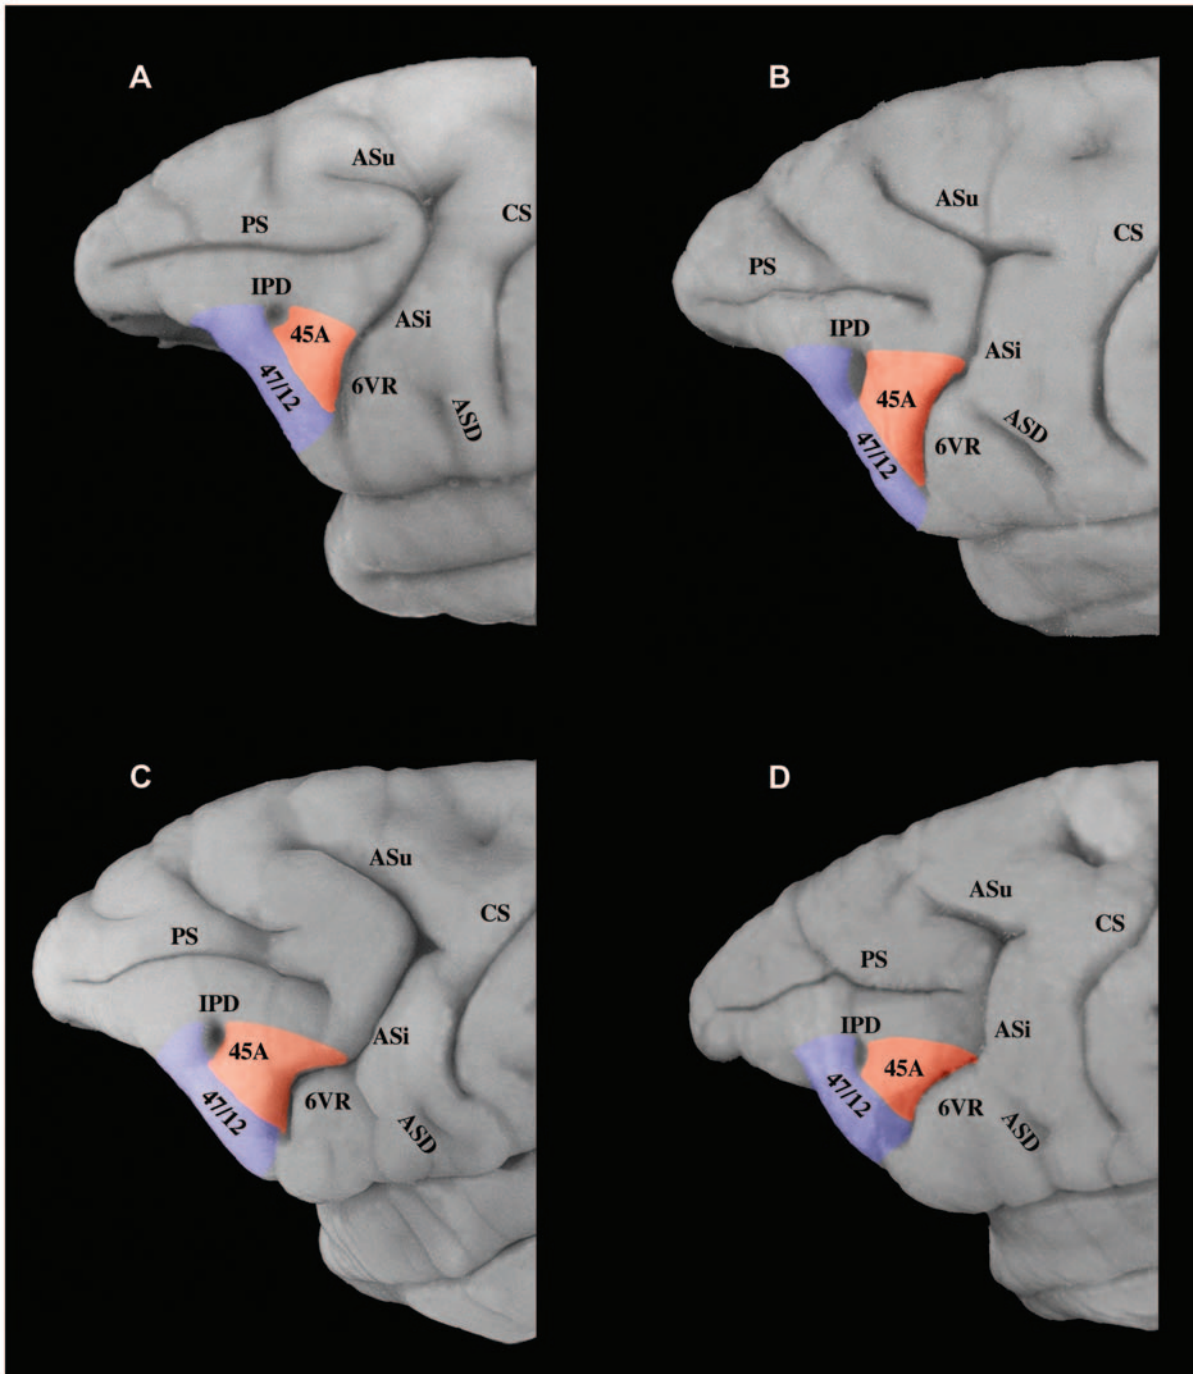 A
ASu
PS
CS
IPD
45A
ASi
47/12
6VR
ASD
B
ASu
CS
PS
IPD
ASi
45A
ASD
47/12
6VR
C
ASu
CS
PS
IPD
ASi
45A
6VR
47/12
ASD
D
ASu
CS
PS
IPD
ASi
45A
47/12
6VR
ASD